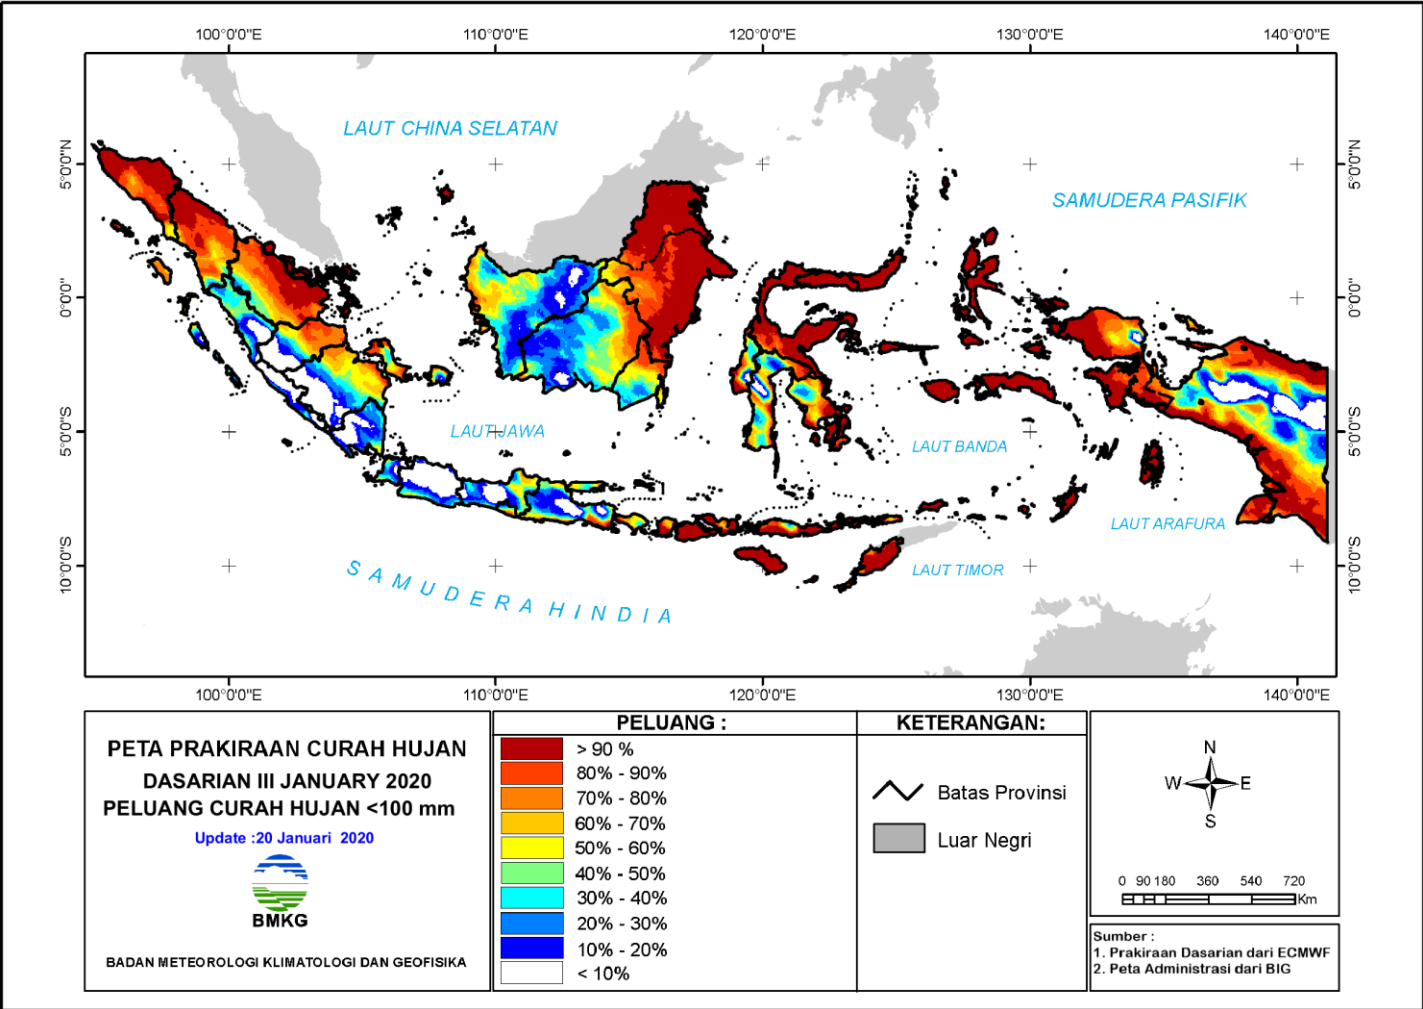 100°0'0"E 110°0'0"E 120°0'0"E 130°0'0"E 140°0'0"E
LAUT CHINA SELATAN
5°0'0"N 5°0'0"N
SAMUDERA PASIFIK
0°0'0" 0°0'0"
5°0'0"S 5°0'0"S
LAUT JAWA
LAUT BANDA
LAUT ARAFURA
10°0'0"S 10°0'0"S
LAUT TIMOR
SAMUDERA HINDIA
100°0'0"E 110°0'0"E 120°0'0"E 130°0'0"E 140°0'0"E
PETA PRAKIRAAN CURAH HUJAN
DASARIAN III JANUARY 2020
PELUANG CURAH HUJAN <100 mm
Update :20 Januari 2020
BMKG
BADAN METEOROLOGI KLIMATOLOGI DAN GEOFISIKA
PELUANG :
> 90 %
80% - 90%
70% - 80%
60% - 70%
50% - 60%
40% - 50%
30% - 40%
20% - 30%
10% - 20%
< 10%
KETERANGAN:
Batas Provinsi
Luar Negri
N
W E
S
0 90 180 360 540 720
Km
Sumber :
1. Prakiraan Dasarian dari ECMWF
2. Peta Administrasi dari BIG